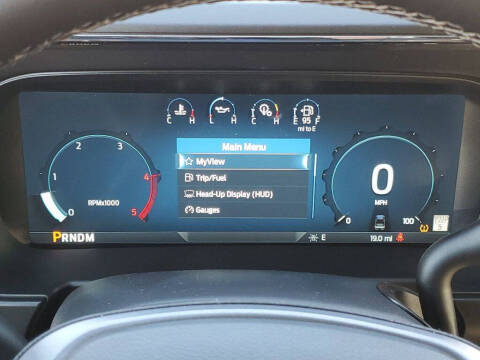 C H L H C H E F
95
mi to E
Main Menu
MyView
Trip/Fuel
Head-Up Display (HUD)
Gauges
0 1 2 3 4 5
RPMx1000
0
MPH
0 100
PRNDM
E
19.0 mi